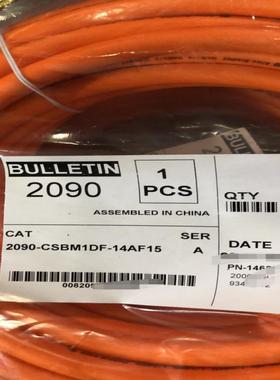 BULLETIN
2090
1
PCS
ASSEMBLED IN CHINA
QTY
CAT
SER
2090-CSBM1DF-14AF15
A
DATE